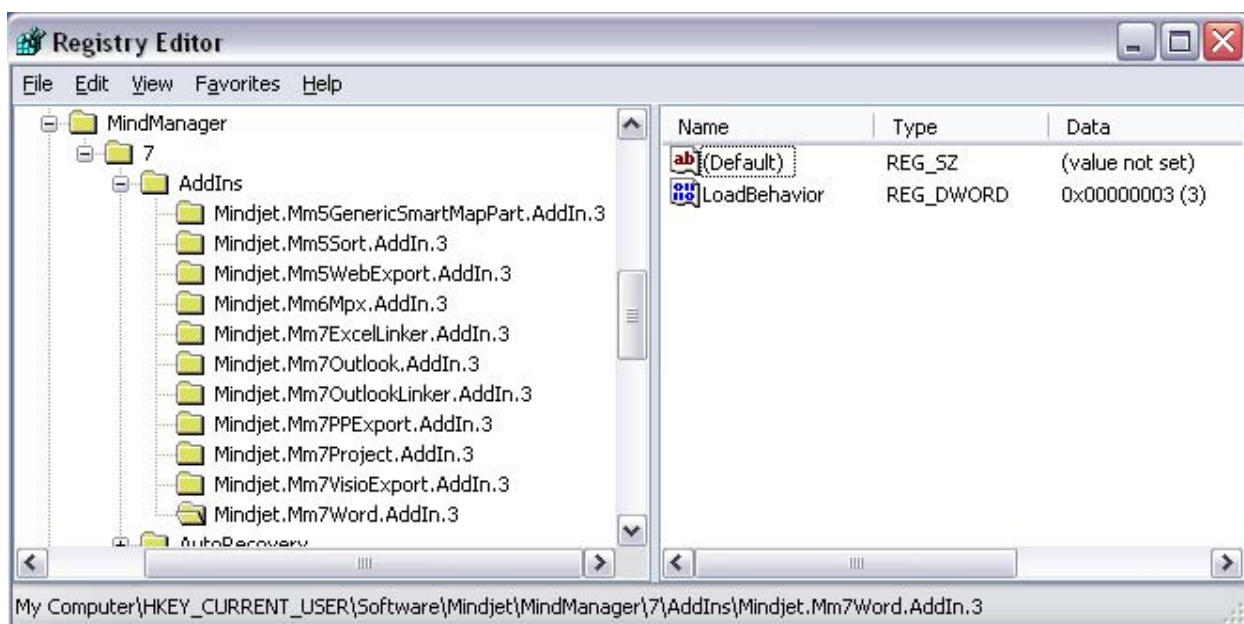 Registry Editor
File Edit View Favorites Help
MindManager
7
AddIns
Mindjet.Mm5GenericSmartMapPart.AddIn.3
Mindjet.Mm5Sort.AddIn.3
Mindjet.Mm5WebExport.AddIn.3
Mindjet.Mm6Mpx.AddIn.3
Mindjet.Mm7ExcelLinker.AddIn.3
Mindjet.Mm7Outlook.AddIn.3
Mindjet.Mm7OutlookLinker.AddIn.3
Mindjet.Mm7PPExport.AddIn.3
Mindjet.Mm7Project.AddIn.3
Mindjet.Mm7VisioExport.AddIn.3
Mindjet.Mm7Word.AddIn.3
AutoRecovery
Name Type Data
(Default) REG_SZ (value not set)
LoadBehavior REG_DWORD 0x00000003 (3)
My Computer\HKEY_CURRENT_USER\Software\Mindjet\MindManager\7\AddIns\Mindjet.Mm7Word.AddIn.3